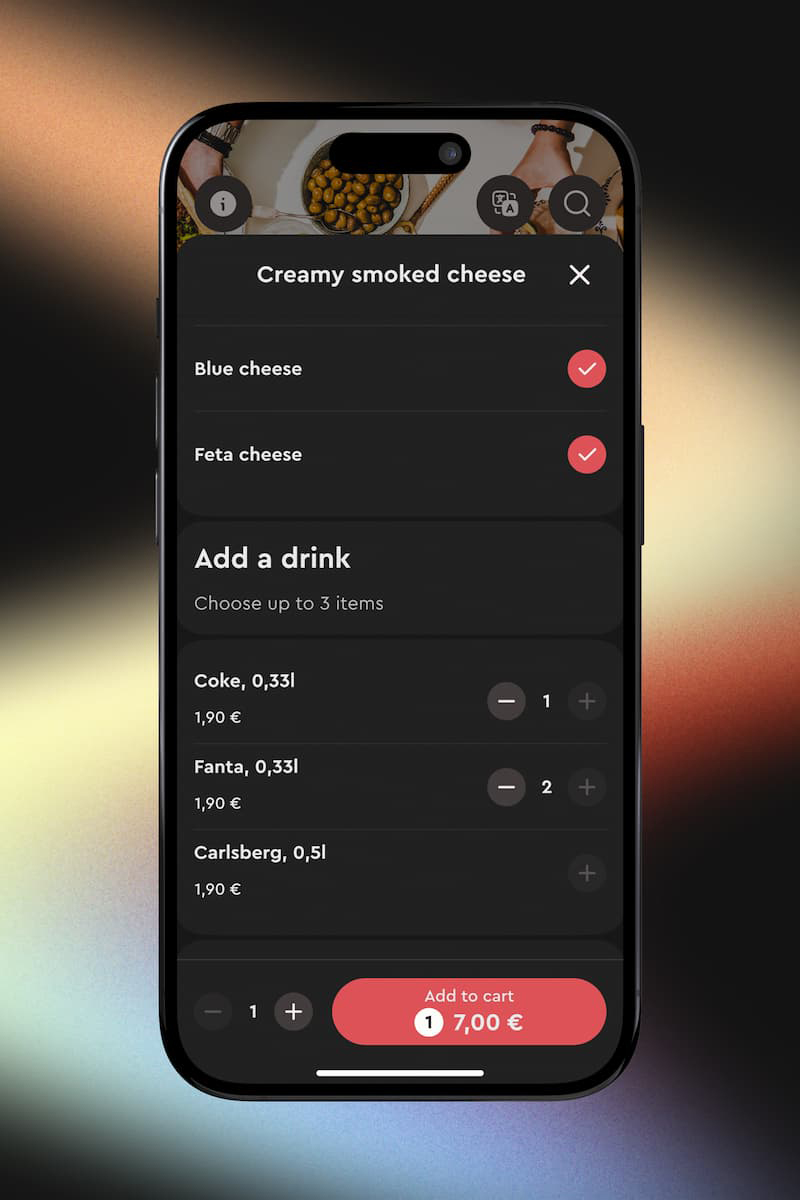 Creamy smoked cheese
Blue cheese
Feta cheese
Add a drink
Choose up to 3 items
Coke, 0,33l
1,90 €
1
Fanta, 0,33l
1,90 €
2
Carlsberg, 0,5l
1,90 €
1
Add to cart
1 7,00 €